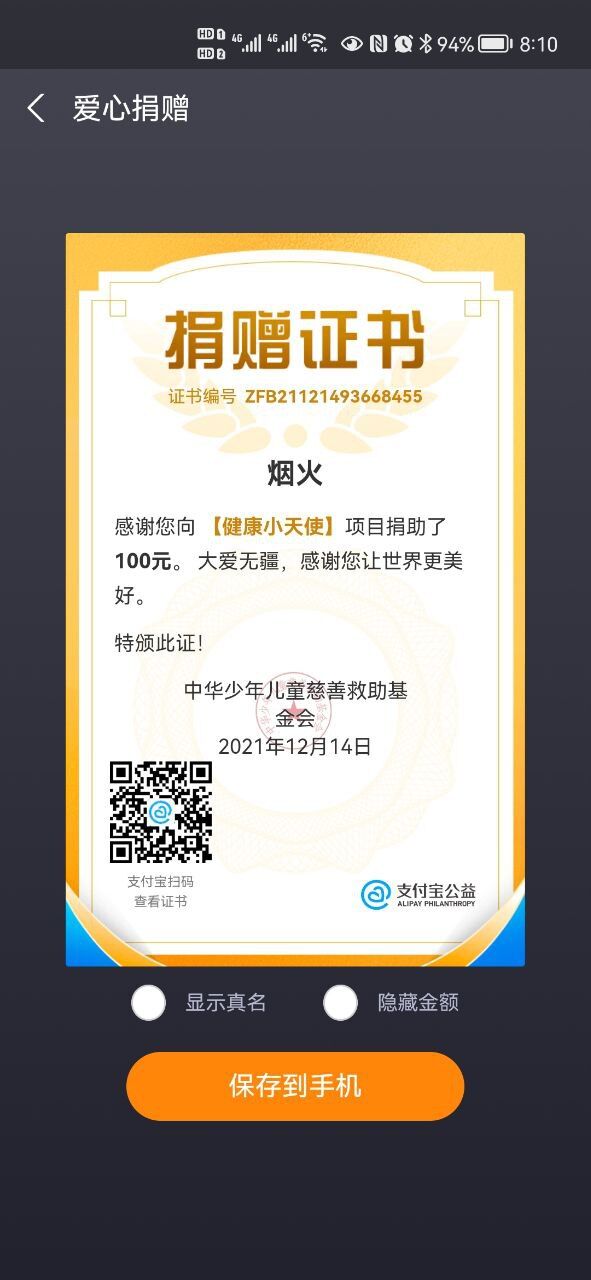 HD 1 4G 4G 6+ 94% 8:10
HD 2
爱心捐赠
捐赠证书
证书编号 ZFB21121493668455
烟火
感谢您向 【健康小天使】项目捐助了
100元。 大爱无疆，感谢您让世界更美
好。
特颁此证！
中华少年儿童慈善救助基
金会
2021年12月14日
支付宝扫码
查看证书
支付宝公益
ALIPAY PHILANTHROPY
显示真名
隐藏金额
保存到手机